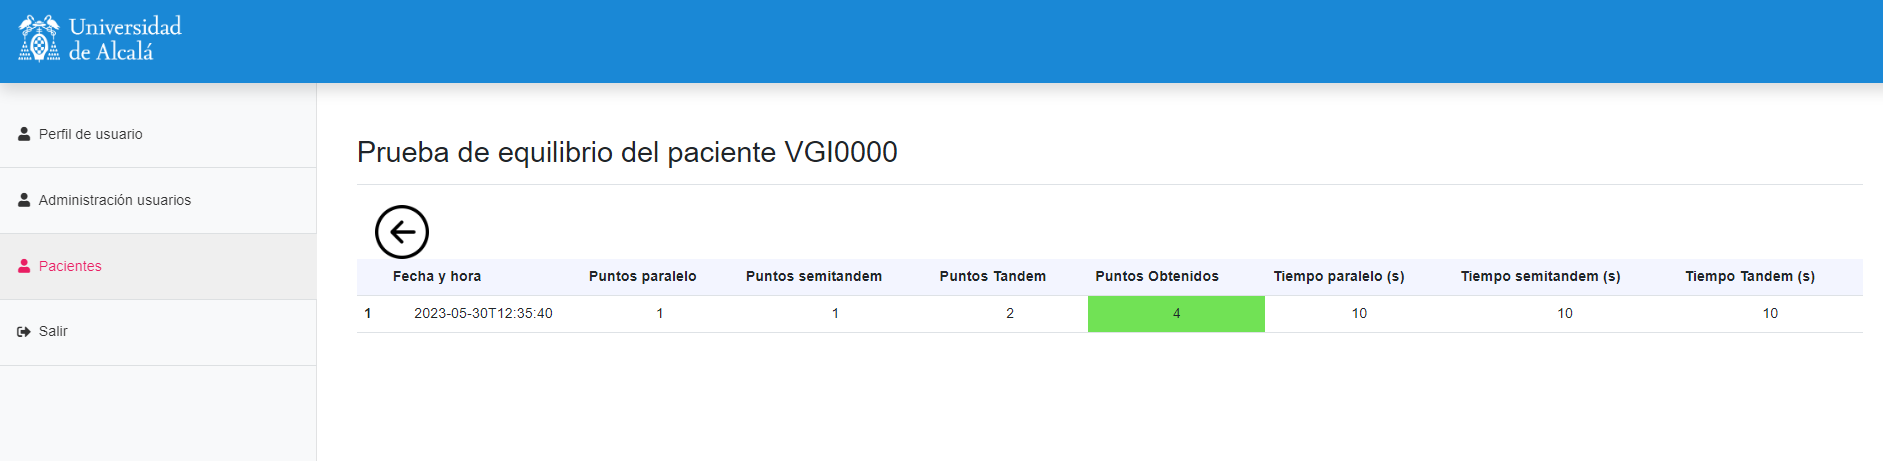 Universidad
de Alcalá
Perfil de usuario
Administración usuarios
Pacientes
Salir
Prueba de equilibrio del paciente VGI0000
Fecha y hora Puntos paralelo Puntos semitandem Puntos Tandem Puntos Obtenidos Tiempo paralelo (s) Tiempo semitandem (s) Tiempo Tandem (s)
1 2023-05-30T12:35:40 1 1 2 4 10 10 10